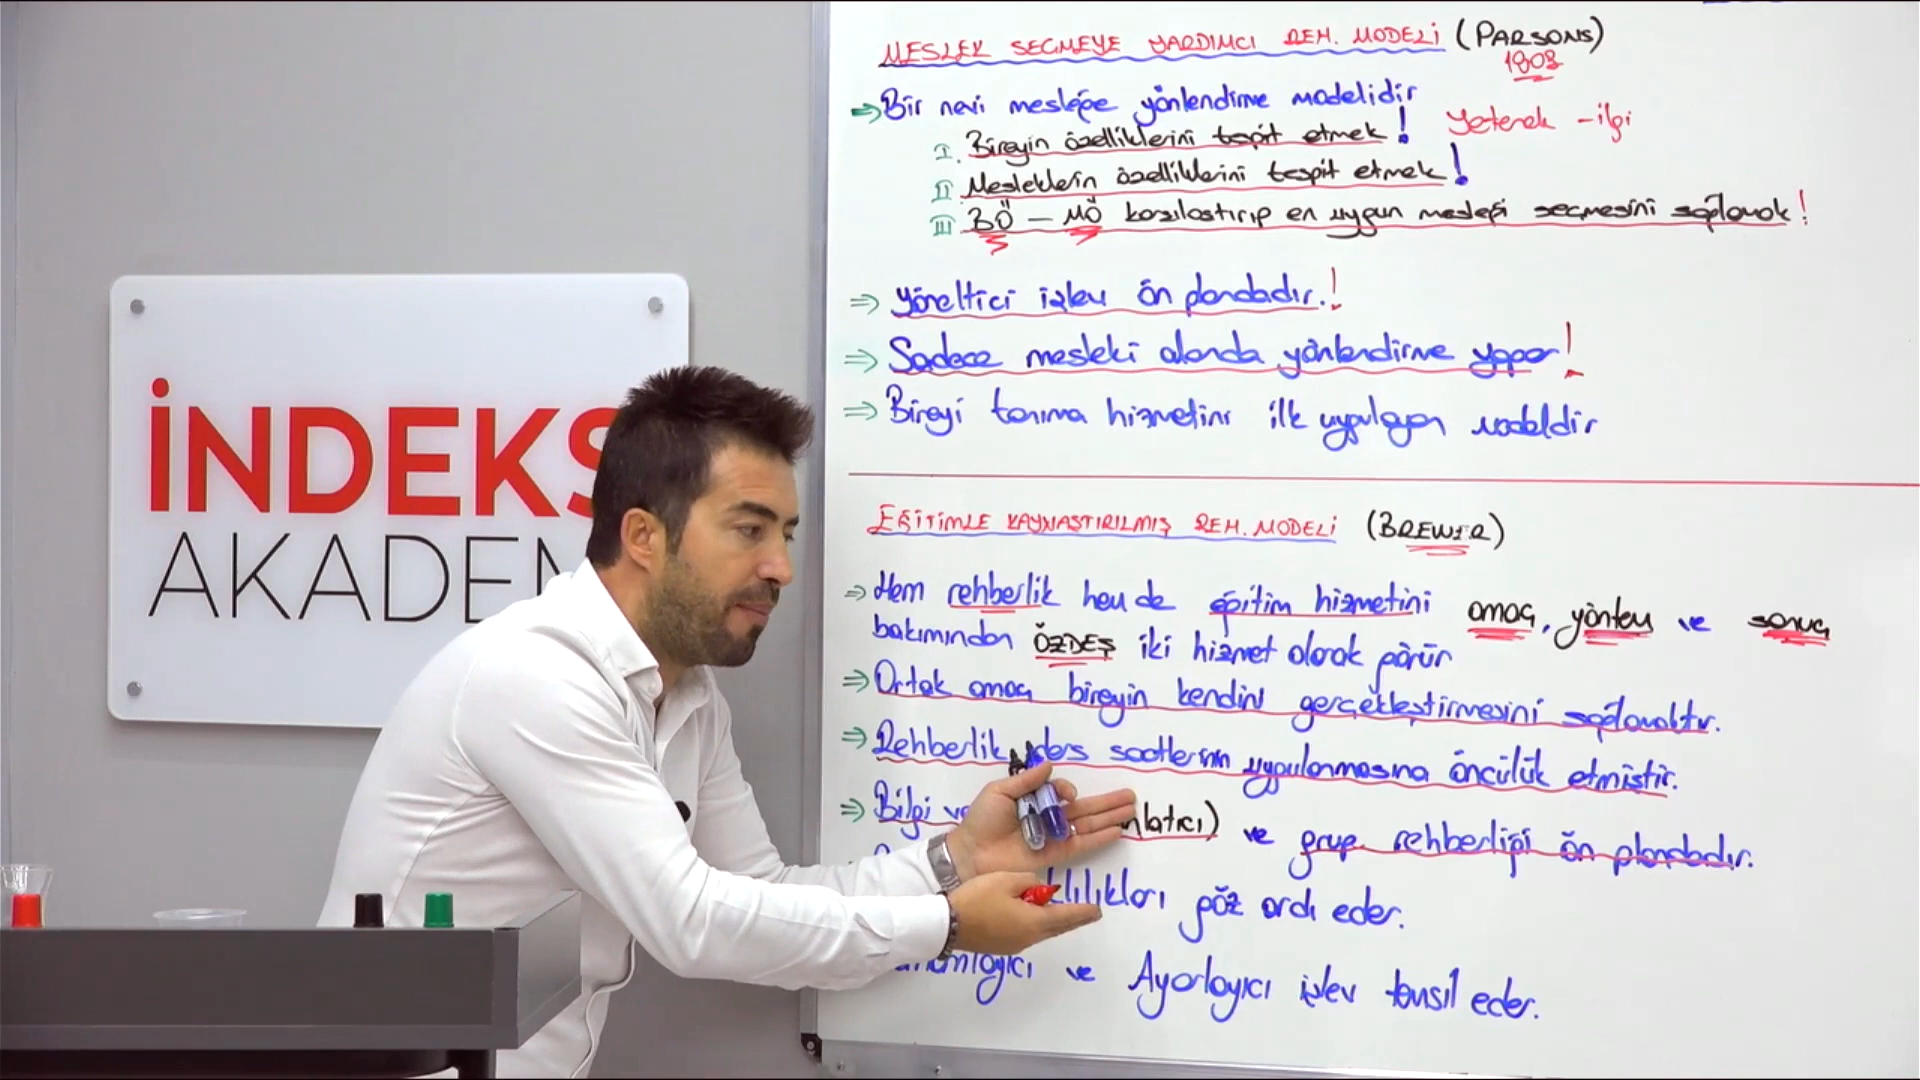 İNDEKS
AKADEM
MESLEK SEÇMEYE YARDIMCI REH. MODELİ (PARSONS)
1908
⇒ Bir nevi mesleğe yönlendirme modelidir
Yetenek - ilgi
I. Bireyin özelliklerini tespit etmek!
II Mesleklerin özelliklerini tespit etmek!
III BÖ – MÖ karşılaştırıp en uygun mesleği seçmesini sağlamak!
⇒ Yöneltici işlev ön plandadır.!
⇒ Sadece mesleki alanda yönlendirme yapar!
⇒ Bireyi tanıma hizmetini ilk uygulayan modeldir
EĞİTİMLE KAYNAŞTIRILMIŞ REH. MODELİ (BREWER)
⇒ Hem rehberlik hem de eğitim hizmetini amaç, yöntem ve sonuç
bakımından ÖZDEŞ iki hizmet olarak görür
⇒ Ortak amaç bireyin kendini gerçekleştirmesini sağlamaktır.
⇒ Rehberlik ders saatlerinin uygulanmasına öncülük etmiştir.
⇒ Bilgi ve nlatıcı) ve grup rehberliği ön plandadır.
lılıkları göz ardı eder.
ve Ayarlayıcı işlev temsil eder.